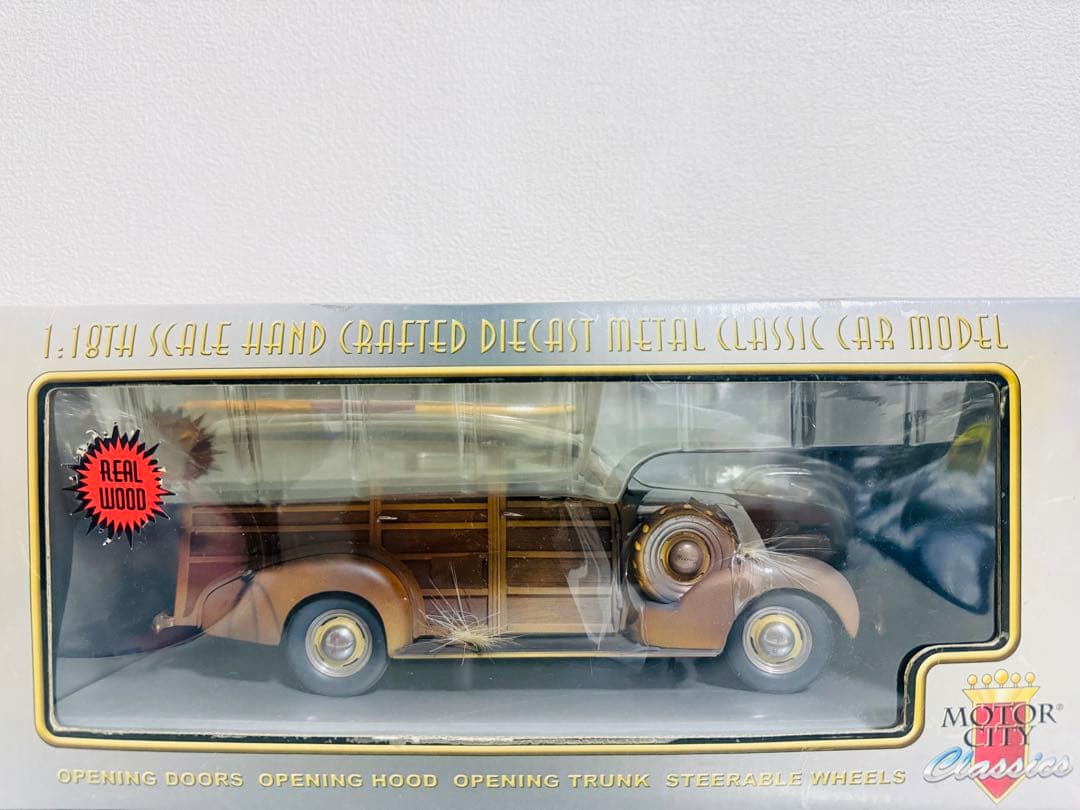 1:18TH SCALE HAND CRAFTED DIECAST METAL CLASSIC CAR MODEL
REAL
WOOD
MOTOR
CITY
Classics
OPENING DOORS OPENING HOOD OPENING TRUNK STEERABLE WHEELS